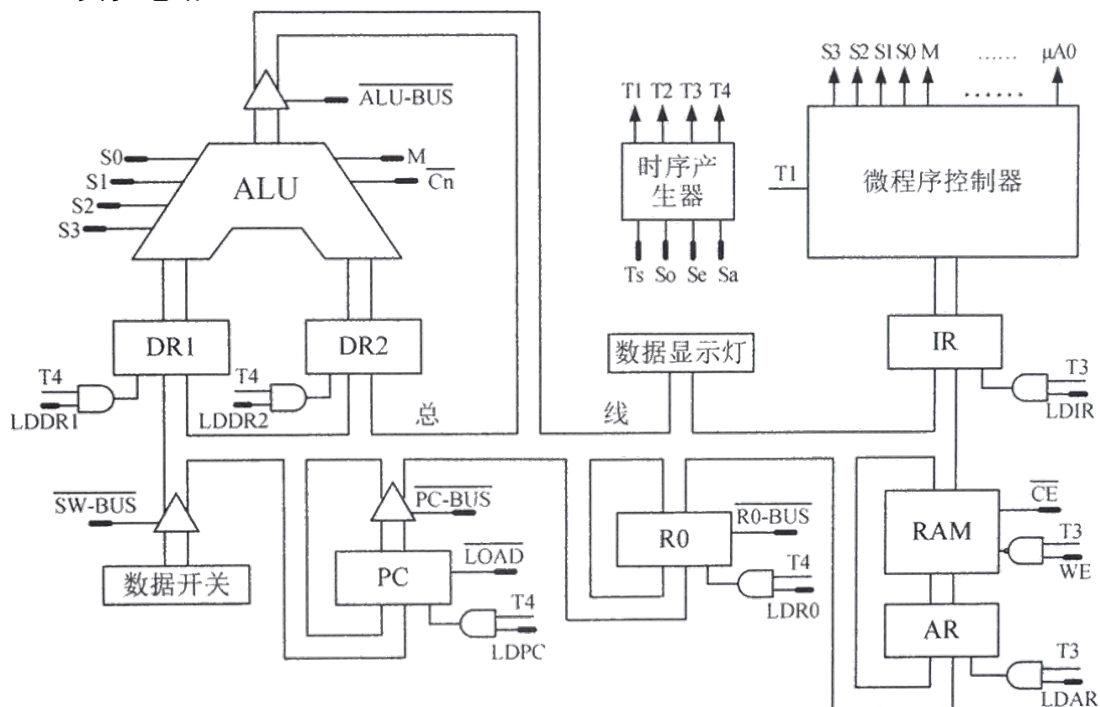 S3 S2 S1 S0 M …… μA0
ALU-BUS
T1 T2 T3 T4
S0
S1
S2
S3
ALU
M
Cn
时序产
生器
T1
微程序控制器
Ts So Se Sa
DR1
DR2
数据显示灯
IR
T4
LDDR1
T4
LDDR2
T3
LDIR
总
线
SW-BUS
PC-BUS
R0-BUS
CE
数据开关
PC
LOAD
R0
RAM
T3
WE
T4
LDPC
T4
LDR0
AR
T3
LDAR